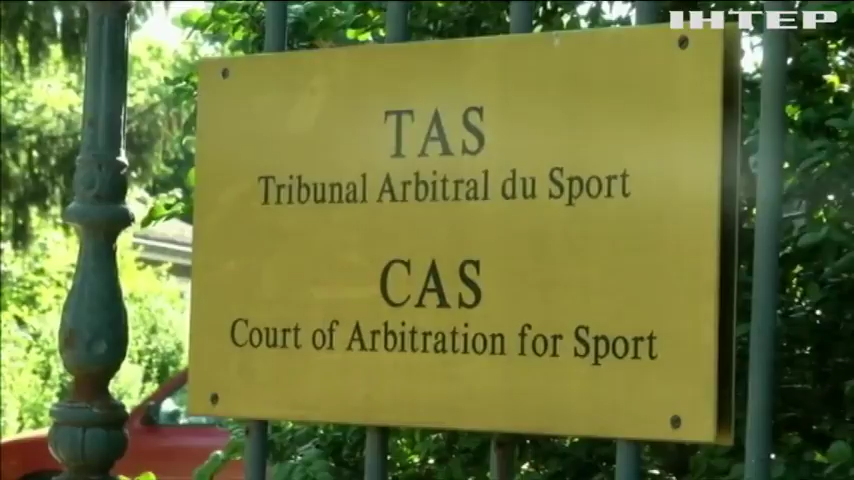 ІНТЕР
TAS
Tribunal Arbitral du Sport
CAS
Court of Arbitration for Sport